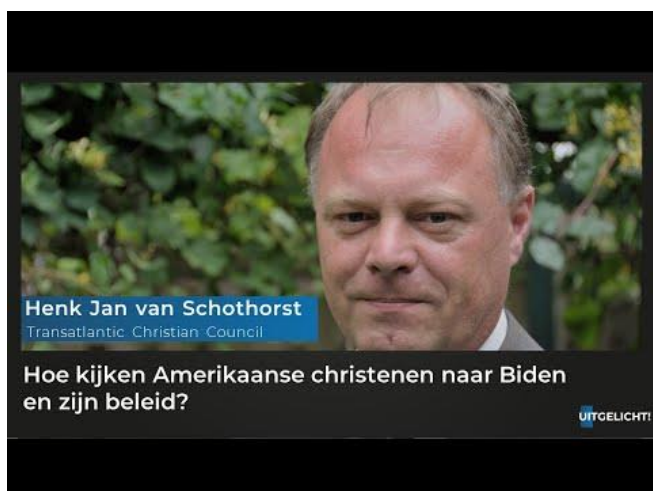 Henk Jan van Schothorst
Transatlantic Christian Council
Hoe kijken Amerikaanse christenen naar Biden
en zijn beleid?
UITGELICHT!